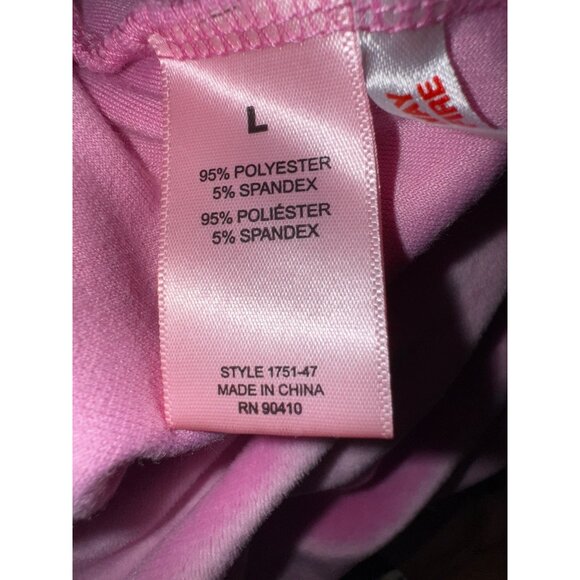 L
95% POLYESTER
5% SPANDEX
95% POLIÉSTER
5% SPANDEX
STYLE 1751-47
MADE IN CHINA
RN 90410